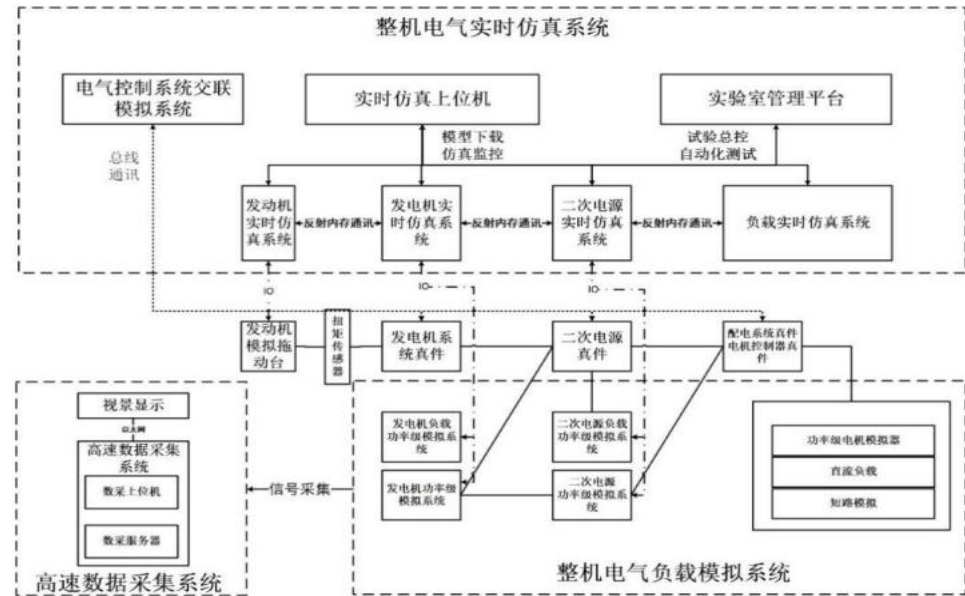 整机电气实时仿真系统
电气控制系统交联
模拟系统
实时仿真上位机
实验室管理平台
模型下载
仿真监控
试验总控
自动化测试
总线
通讯
发动机
实时仿真
系统
反射内存通讯
发电机实
时仿真系
统
反射内存通讯
二次电源
实时仿真
系统
反射内存通讯
负载实时仿真系统
IO
IO
IO
发动机
模拟拖
动台
扭矩传感器
发电机系
统真件
二次电源
真件
配电系统真件
电机控制器真
件
视景显示
以太网
高速数据采集
系统
数采上位机
数采服务器
高速数据采集系统
信号采集
发电机负载
功率级模拟系
统
二次电源负载
功率级模拟系统
发电机功率级
模拟系统
二次电源
功率级模拟系
统
功率级电机模拟器
直流负载
短路模拟
整机电气负载模拟系统